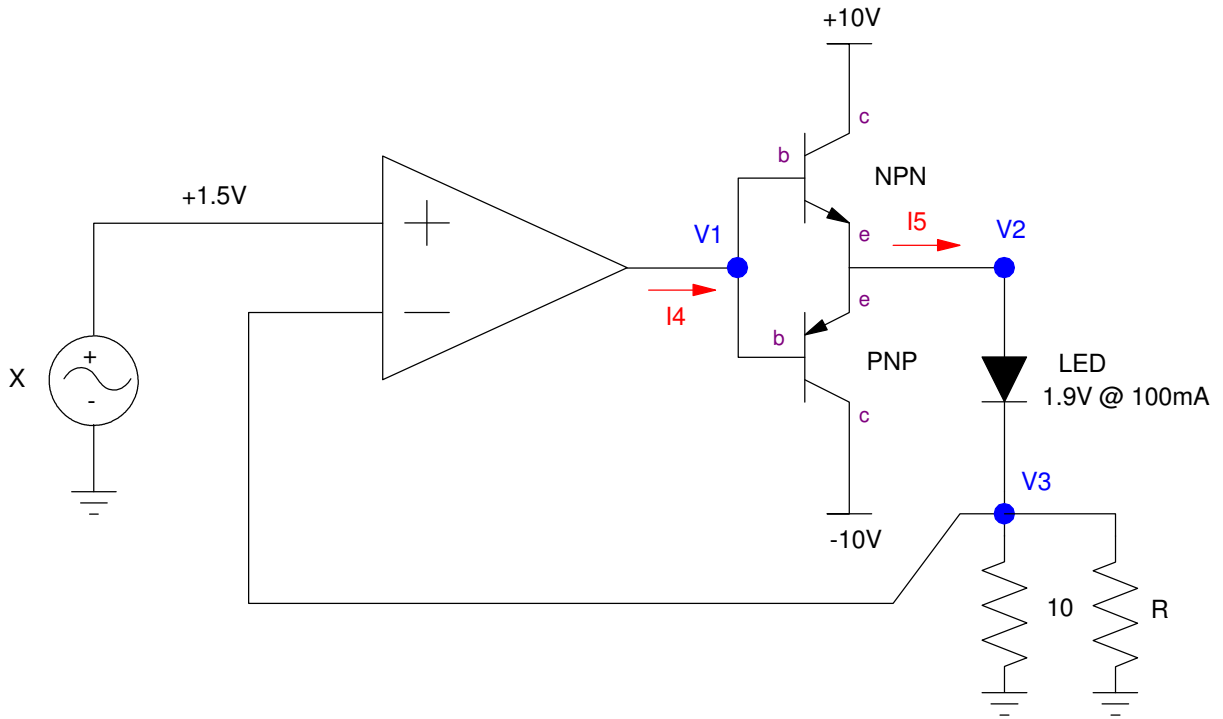 +10V
c
b
NPN
+1.5V
+
e
I5
V2
V1
I4
e
−
b
PNP
X
+
-
LED
1.9V @ 100mA
c
V3
-10V
10
R